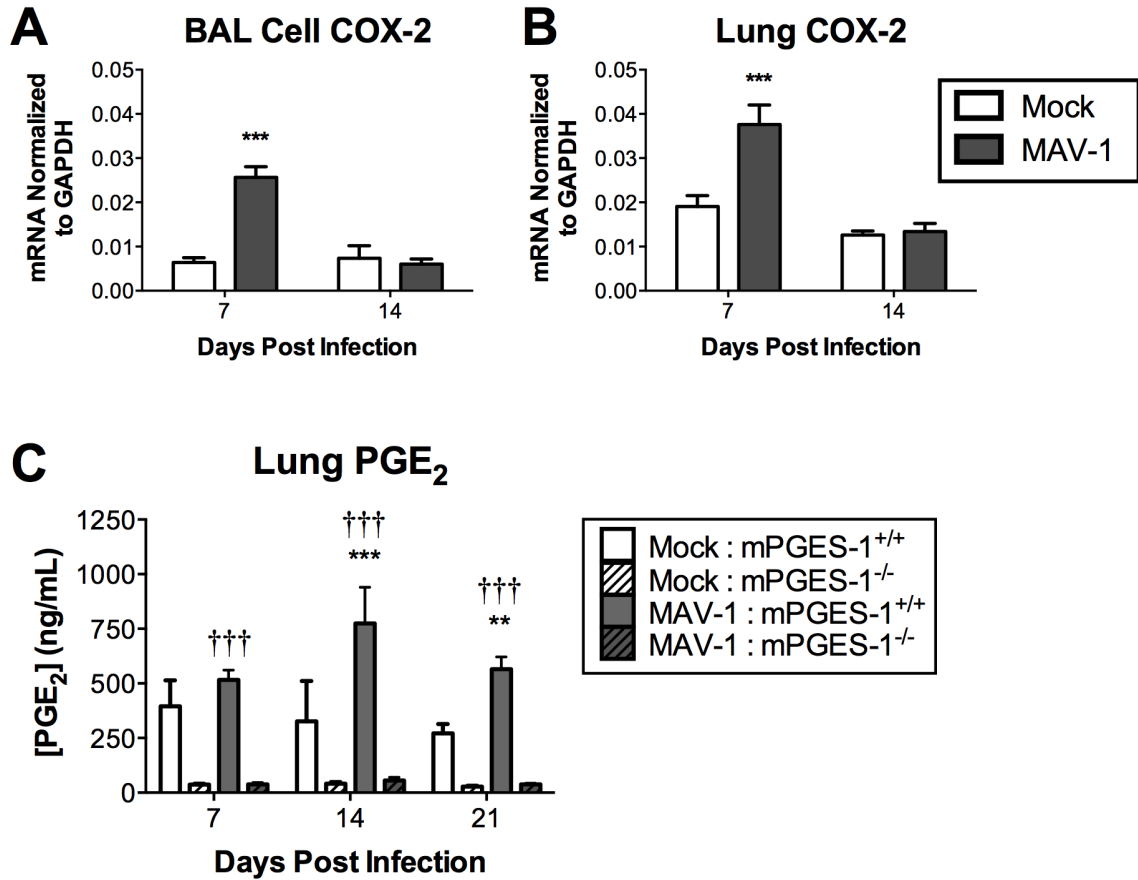 A
BAL Cell COX-2
mRNA Normalized
to GAPDH
0.05
0.04
0.03
0.02
0.01
0.00
***
7
14
Days Post Infection
B
Lung COX-2
mRNA Normalized
to GAPDH
0.05
0.04
0.03
0.02
0.01
0.00
***
7
14
Days Post Infection
Mock
MAV-1
C
Lung PGE₂
[PGE₂] (ng/mL)
1250
1000
750
500
250
0
†††
†††
***
†††
**
7
14
21
Days Post Infection
Mock : mPGES-1⁺/⁺
Mock : mPGES-1⁻/⁻
MAV-1 : mPGES-1⁺/⁺
MAV-1 : mPGES-1⁻/⁻